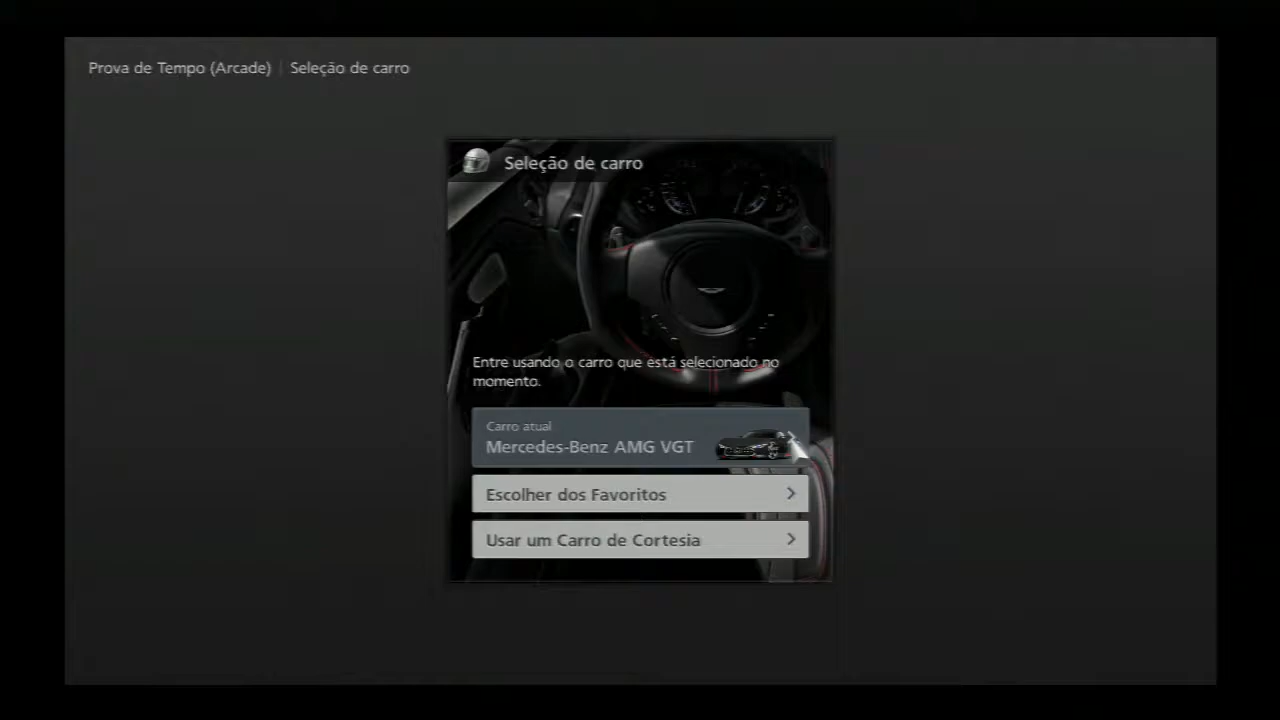 Prova de Tempo (Arcade) | Seleção de carro
Seleção de carro
Entre usando o carro que está selecionado no
momento.
Carro atual
Mercedes-Benz AMG VGT
Escolher dos Favoritos
Usar um Carro de Cortesia